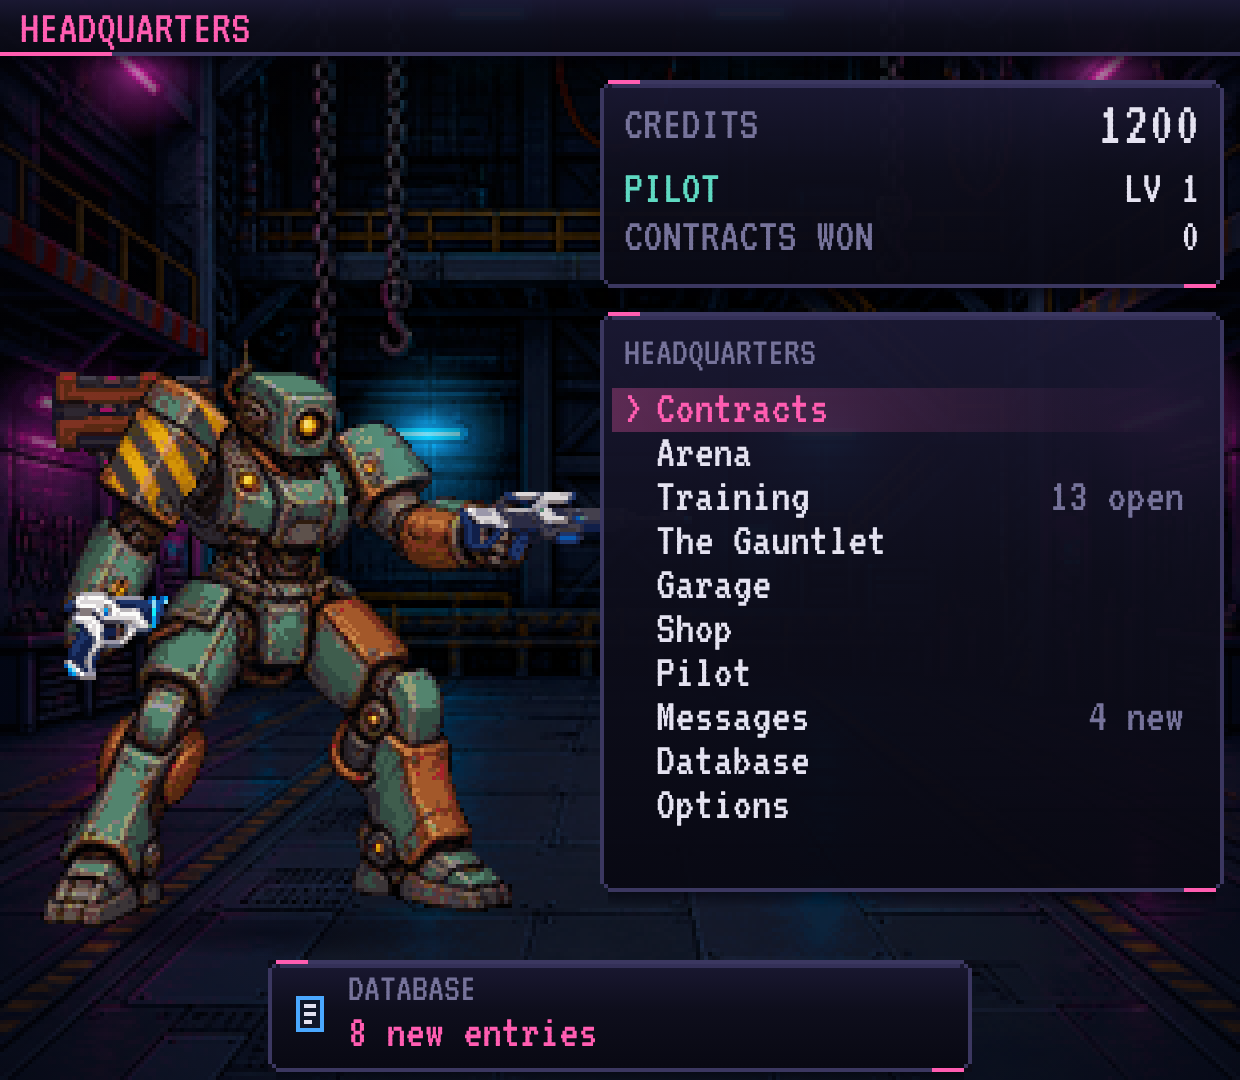 HEADQUARTERS
CREDITS 1200
PILOT LV 1
CONTRACTS WON 0
HEADQUARTERS
> Contracts
Arena
Training 13 open
The Gauntlet
Garage
Shop
Pilot
Messages 4 new
Database
Options
DATABASE
8 new entries